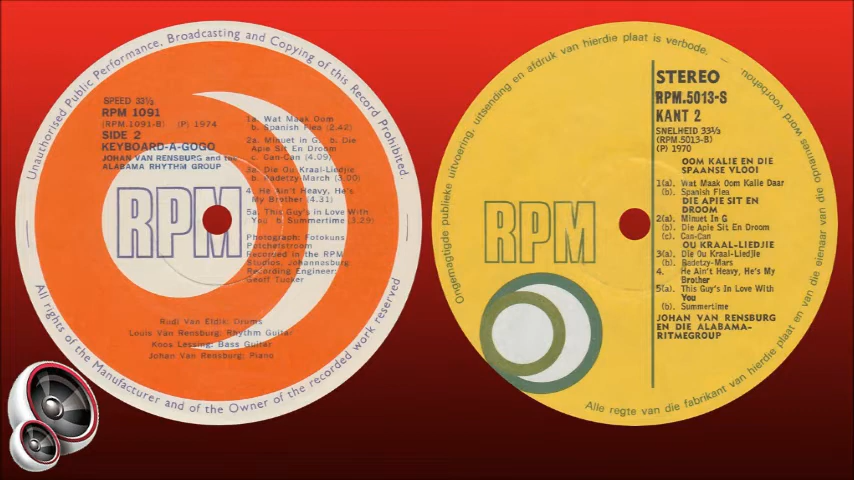 Unauthorised Public Performance, Broadcasting and Copying of this Record Prohibited.
SPEED 33⅓
RPM 1091
(RPM.1091-B) (P) 1974
SIDE 2
KEYBOARD-A-GOGO
JOHAN VAN RENSBURG and the
ALABAMA RHYTHM GROUP
1a. Wat Maak Oom
b. Spanish Flea (2.42)
2a. Minuet in G. b. Die
Apie Sit En Droom
c. Can-Can (4.09)
3a. Die Ou Kraal-Liedjie
b. Radetzy March (3.00)
4. He Ain't Heavy, He's
My Brother (4.31)
5a. This Guy's in Love With
You b Summertime (3.29)
RPM
Photograph: Fotokuns
Potchefstroom
Recorded in the RPM
Studios, Johannesburg
Recording Engineer:
Geoff Tucker
Rudi Van Eldik: Drums
Louis Van Rensburg: Rhythm Guitar
Koos Lessing: Bass Guitar
Johan Van Rensburg: Piano
All rights of the Manufacturer and of the Owner of the recorded work reserved
Ongemagtigde publieke uitvoering, uitsending en afdruk van hierdie plaat is verbode.
STEREO
RPM.5013-S
KANT 2
SNELHEID 33⅓
(RPM.5013-B)
(P) 1970
OOM KALIE EN DIE
SPAANSE VLOOI
1(a). Wat Maak Oom Kalie Daar
(b). Spanish Flea
DIE APIE SIT EN
DROOM
2(a). Minuet In G
(b). Die Apie Sit En Droom
(c). Can-Can
OU KRAAL-LIEDJIE
3(a). Die Ou Kraal-Liedjie
(b). Radetzy-Mars
4. He Ain't Heavy, He's My
Brother
5(a). This Guy's In Love With
You
(b). Summertime
JOHAN VAN RENSBURG
EN DIE ALABAMA-
RITMEGROUP
RPM
Alle regte van die fabrikant van hierdie plaat en van die eienaar van die opnames word voorbehou.